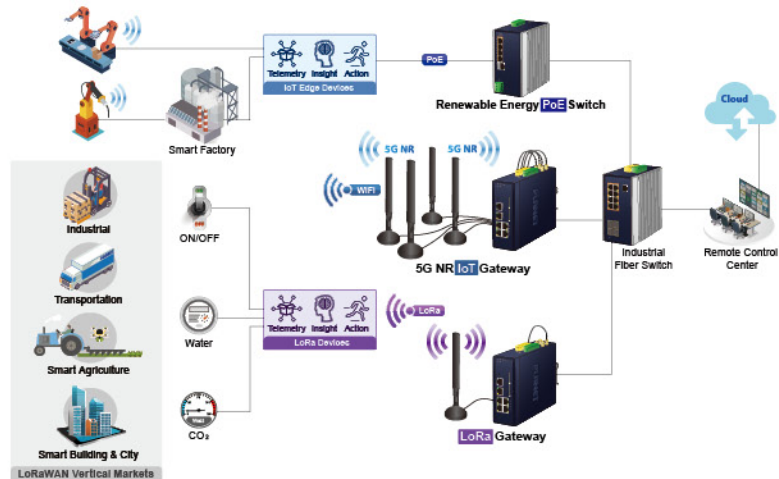 Telemetry Insight Action
IoT Edge Devices
PoE
Renewable Energy PoE Switch
Cloud
Smart Factory
5G NR
5G NR
WiFi
Industrial
ON/OFF
5G NR IoT Gateway
Industrial
Fiber Switch
Remote Control
Center
Transportation
Water
Telemetry Insight Action
LoRa Devices
LoRa
Smart Agriculture
CO₂
LoRa Gateway
Smart Building & City
LoRaWAN Vertical Markets